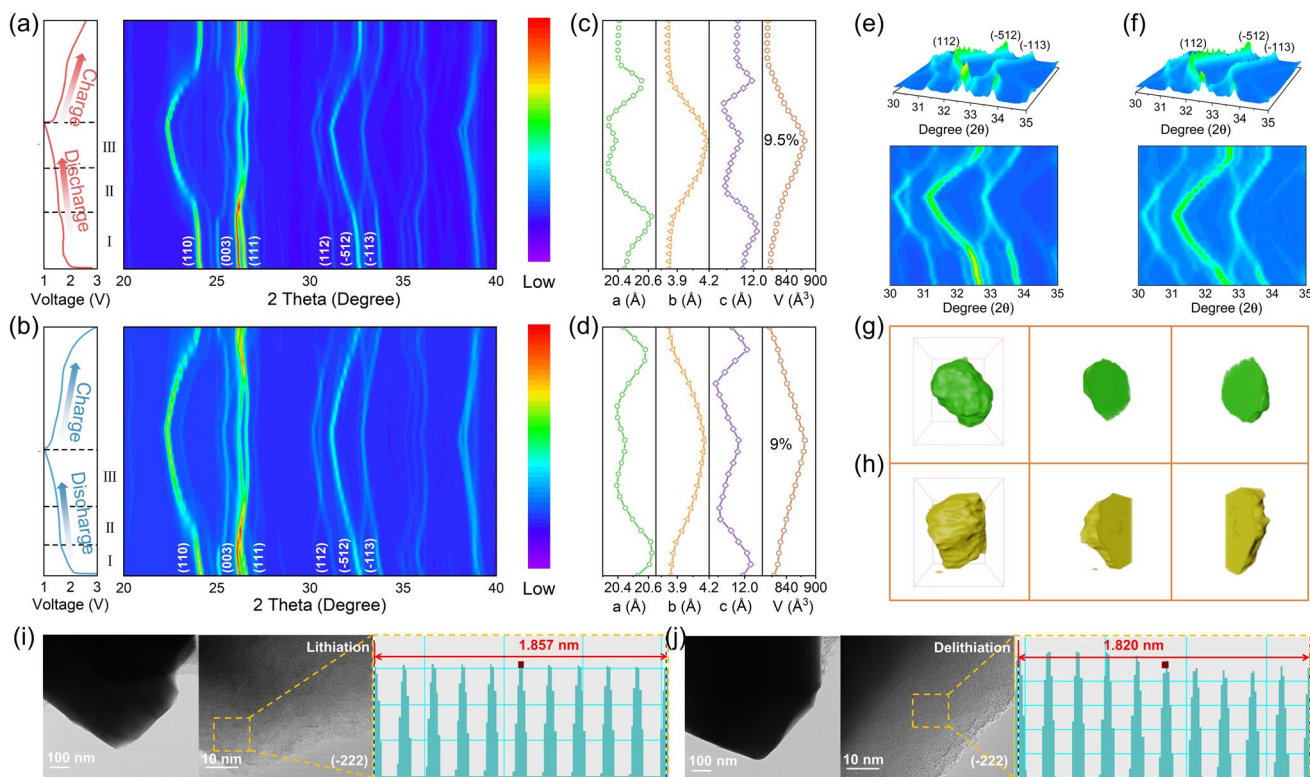 (a)
Charge
Discharge
III
II
I
1 3
Voltage (V)
(110)
(003)
(111)
(112)
(-512)
(-113)
20 25 30 35 40
2 Theta (Degree)
Low
(c)
9.5%
20.4 20.6 3.9 4.2 12.0 840 900
a (Å) b (Å) c (Å) V (Å³)
(e)
(112)
(-512)
(-113)
30 31 32 33 34 35
Degree (2θ)
30 31 32 33 34 35
Degree (2θ)
(f)
(112)
(-512)
(-113)
30 31 32 33 34 35
Degree (2θ)
30 31 32 33 34 35
Degree (2θ)
(b)
Charge
Discharge
III
II
I
1 3
Voltage (V)
(110)
(003)
(111)
(112)
(-512)
(-113)
20 25 30 35 40
2 Theta (Degree)
Low
(d)
9%
20.4 20.6 3.9 4.2 12.0 840 900
a (Å) b (Å) c (Å) V (Å³)
(g)
(h)
(i)
100 nm
Lithiation
10 nm
(-222)
1.857 nm
(j)
100 nm
Delithiation
10 nm
(-222)
1.820 nm